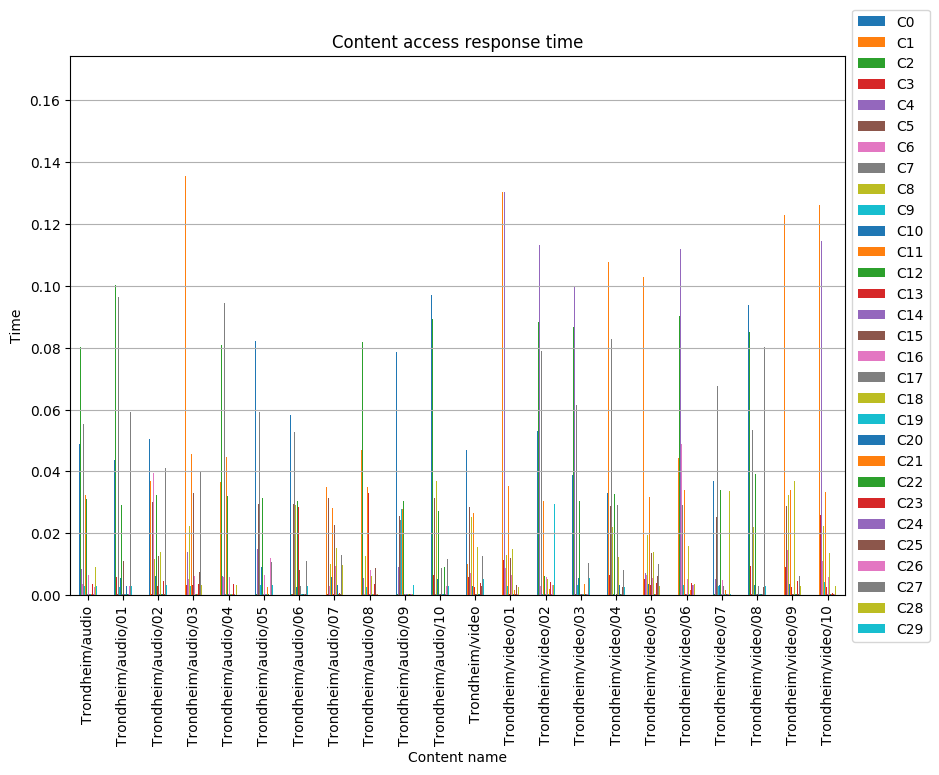 Content access response time
Time
0.16
0.14
0.12
0.10
0.08
0.06
0.04
0.02
0.00
Trondheim/audio
Trondheim/audio/01
Trondheim/audio/02
Trondheim/audio/03
Trondheim/audio/04
Trondheim/audio/05
Trondheim/audio/06
Trondheim/audio/07
Trondheim/audio/08
Trondheim/audio/09
Trondheim/audio/10
Trondheim/video
Trondheim/video/01
Trondheim/video/02
Trondheim/video/03
Trondheim/video/04
Trondheim/video/05
Trondheim/video/06
Trondheim/video/07
Trondheim/video/08
Trondheim/video/09
Trondheim/video/10
Content name
C0
C1
C2
C3
C4
C5
C6
C7
C8
C9
C10
C11
C12
C13
C14
C15
C16
C17
C18
C19
C20
C21
C22
C23
C24
C25
C26
C27
C28
C29